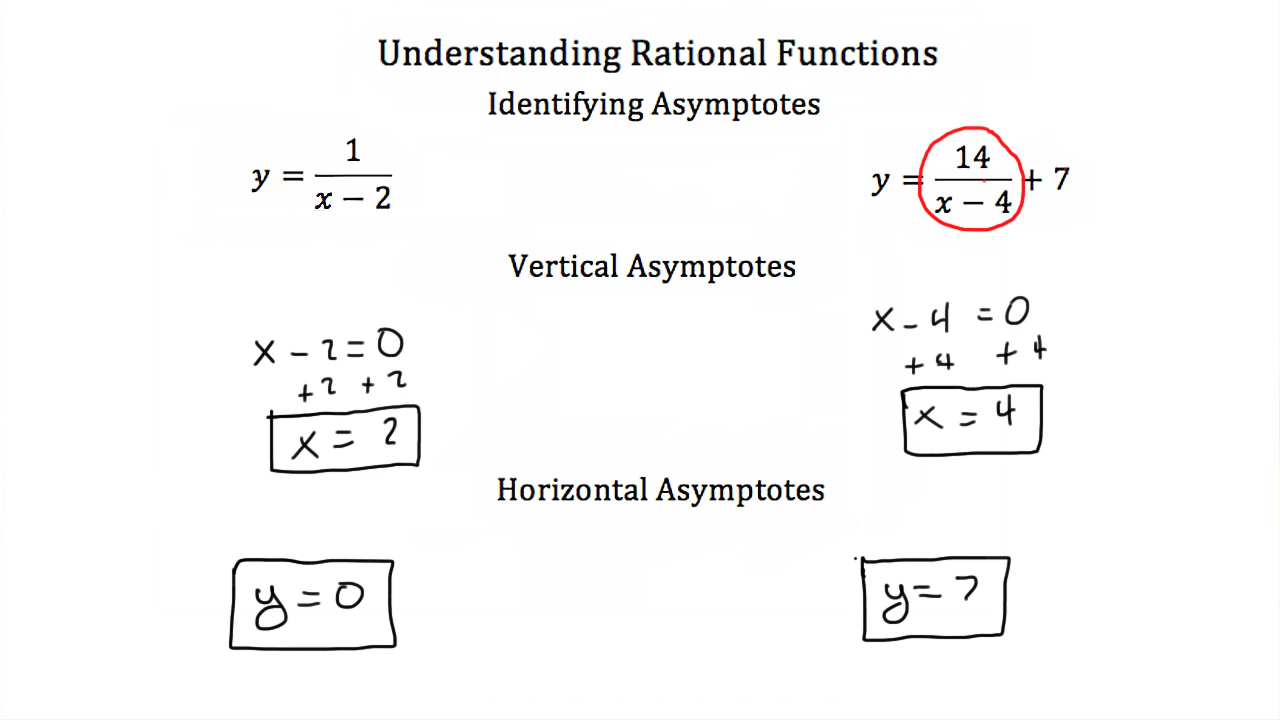 Understanding Rational Functions
Identifying Asymptotes
y = 1/(x − 2)
y = 14/(x − 4) + 7
Vertical Asymptotes
x - 2 = 0
+2 +2
x = 2
x - 4 = 0
+4 +4
x = 4
Horizontal Asymptotes
y = 0
y = 7